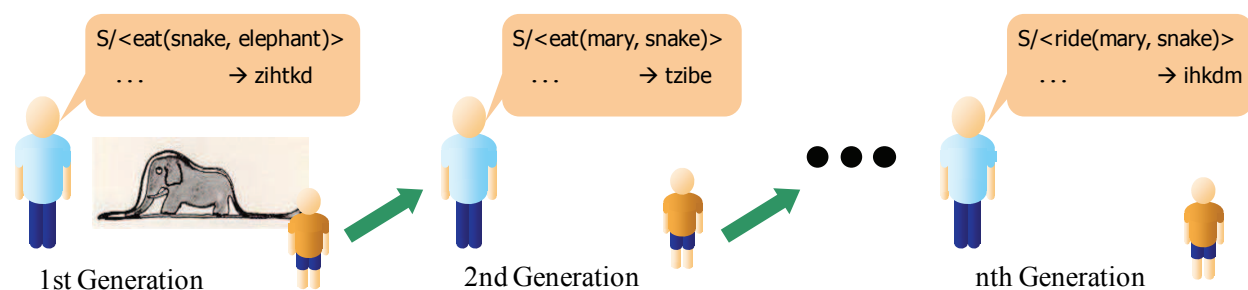 S/<eat(snake, elephant)>
... → zihtkd
S/<eat(mary, snake)>
... → tzibe
S/<ride(mary, snake)>
... → ihkdm
1st Generation
2nd Generation
nth Generation